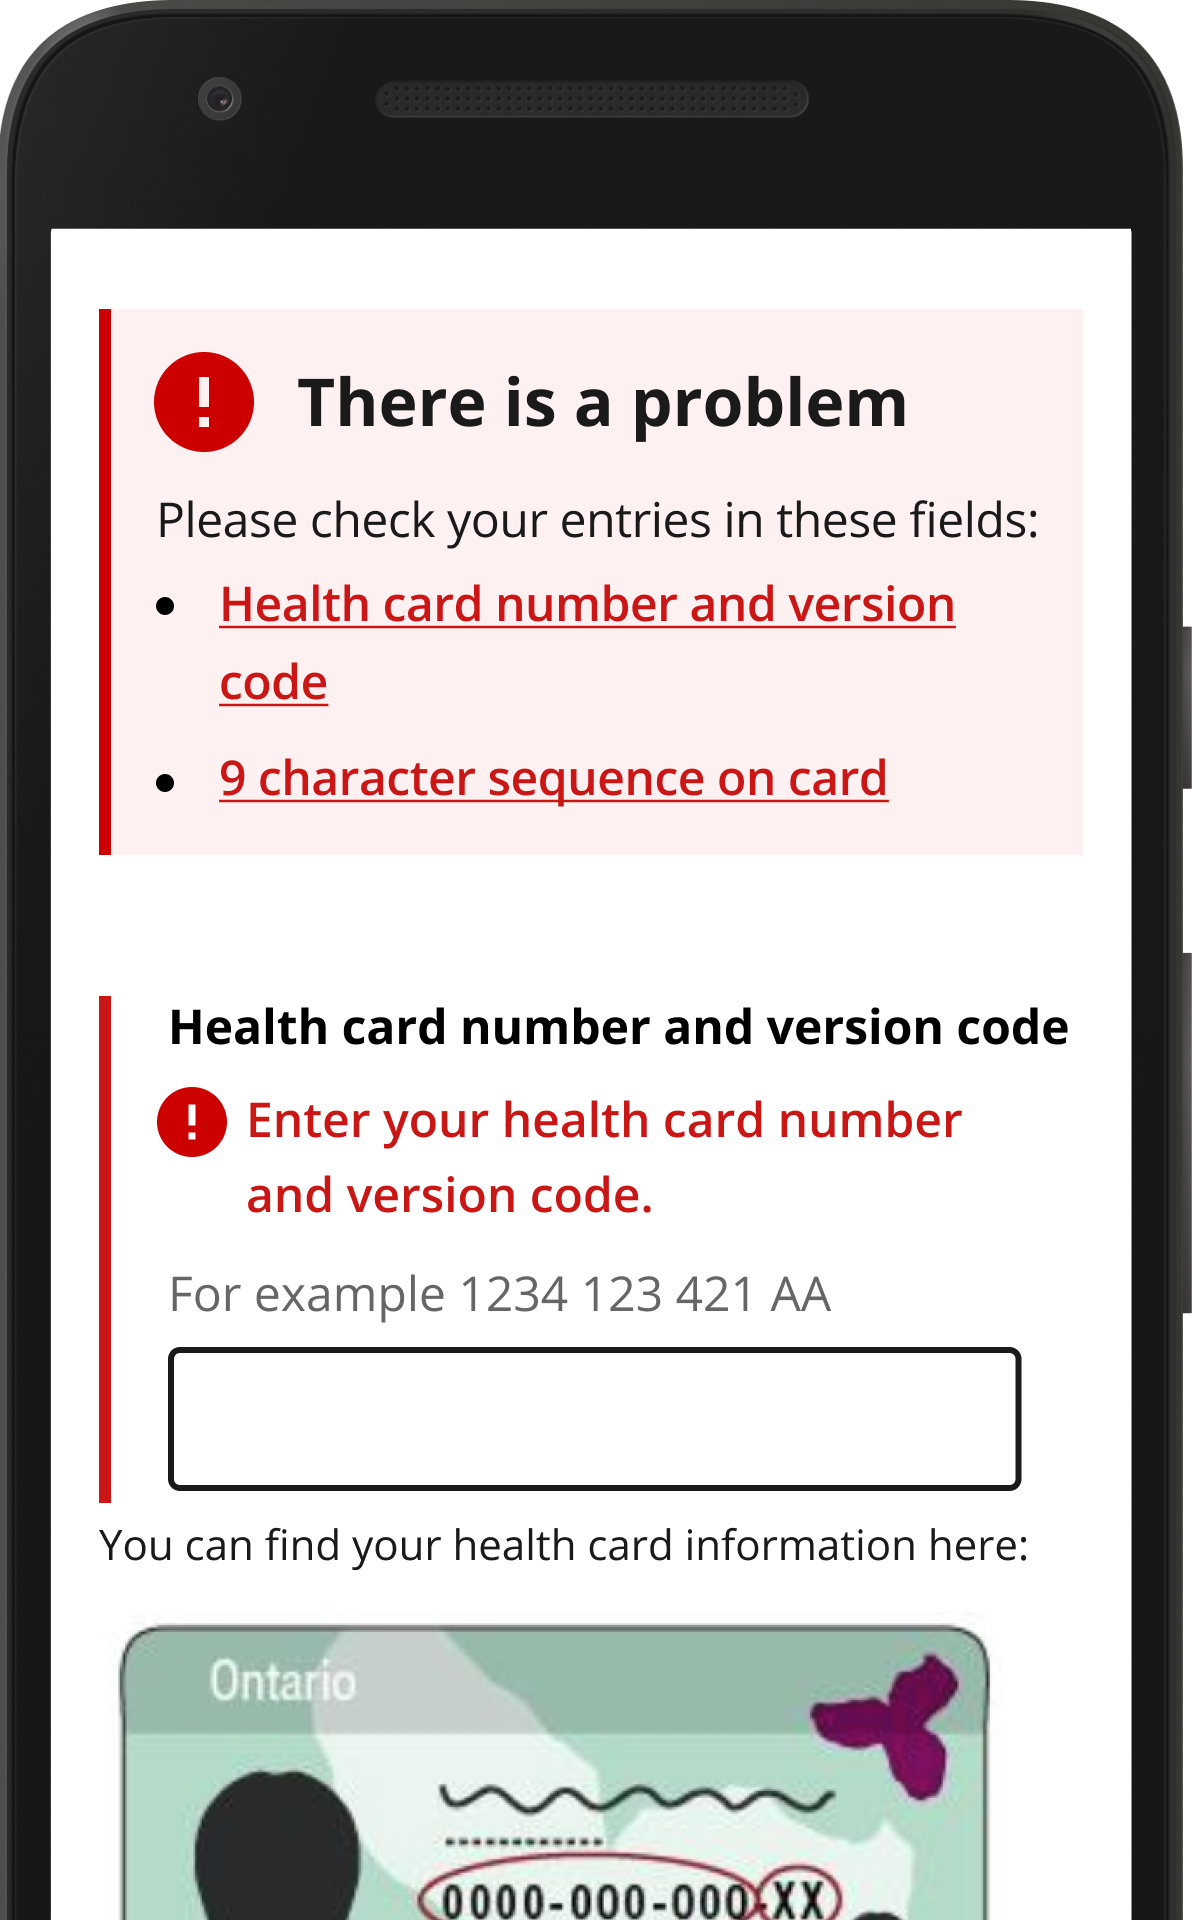 There is a problem
Please check your entries in these fields:
Health card number and version
code
9 character sequence on card
Health card number and version code
Enter your health card number
and version code.
For example 1234 123 421 AA
You can find your health card information here:
Ontario
0000-000-000-XX